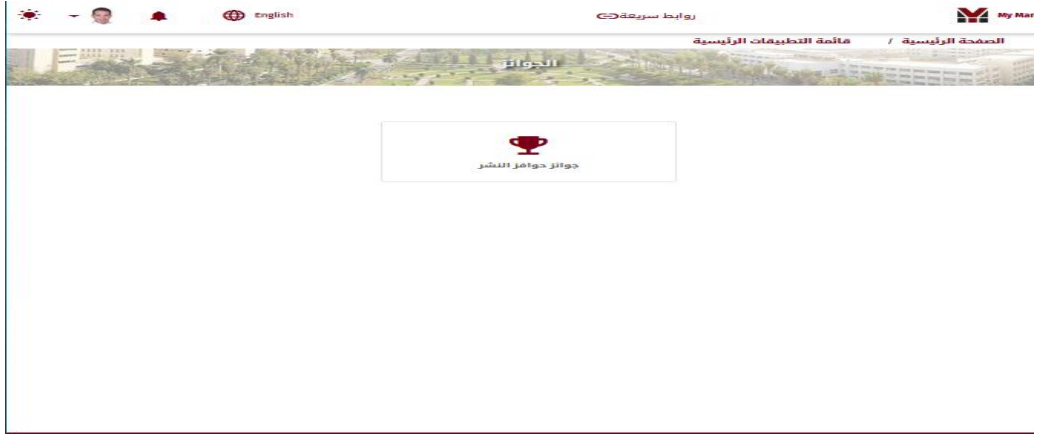 My Mar
روابط سريعة
English
الصفحة الرئيسية / قائمة التطبيقات الرئيسية
الجوائز
جوائز حوافز النشر